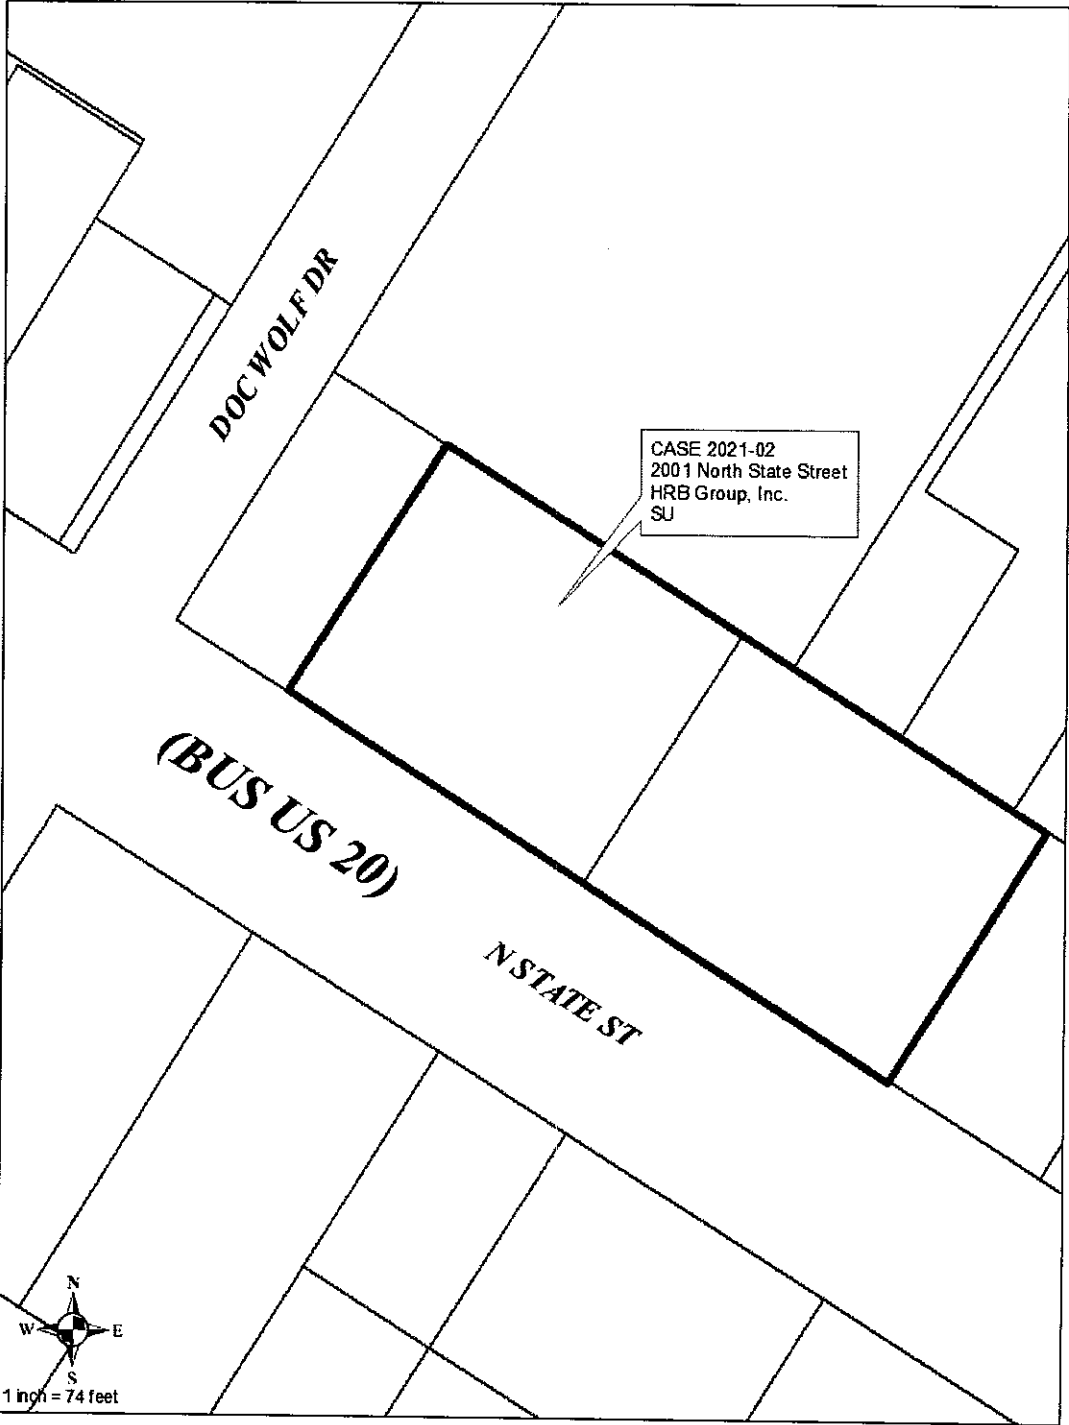 DOC WOLF DR
CASE 2021-02
2001 North State Street
HRB Group, Inc.
SU
(BUS US 20)
N STATE ST
N
W E
S
1 inch = 74 feet